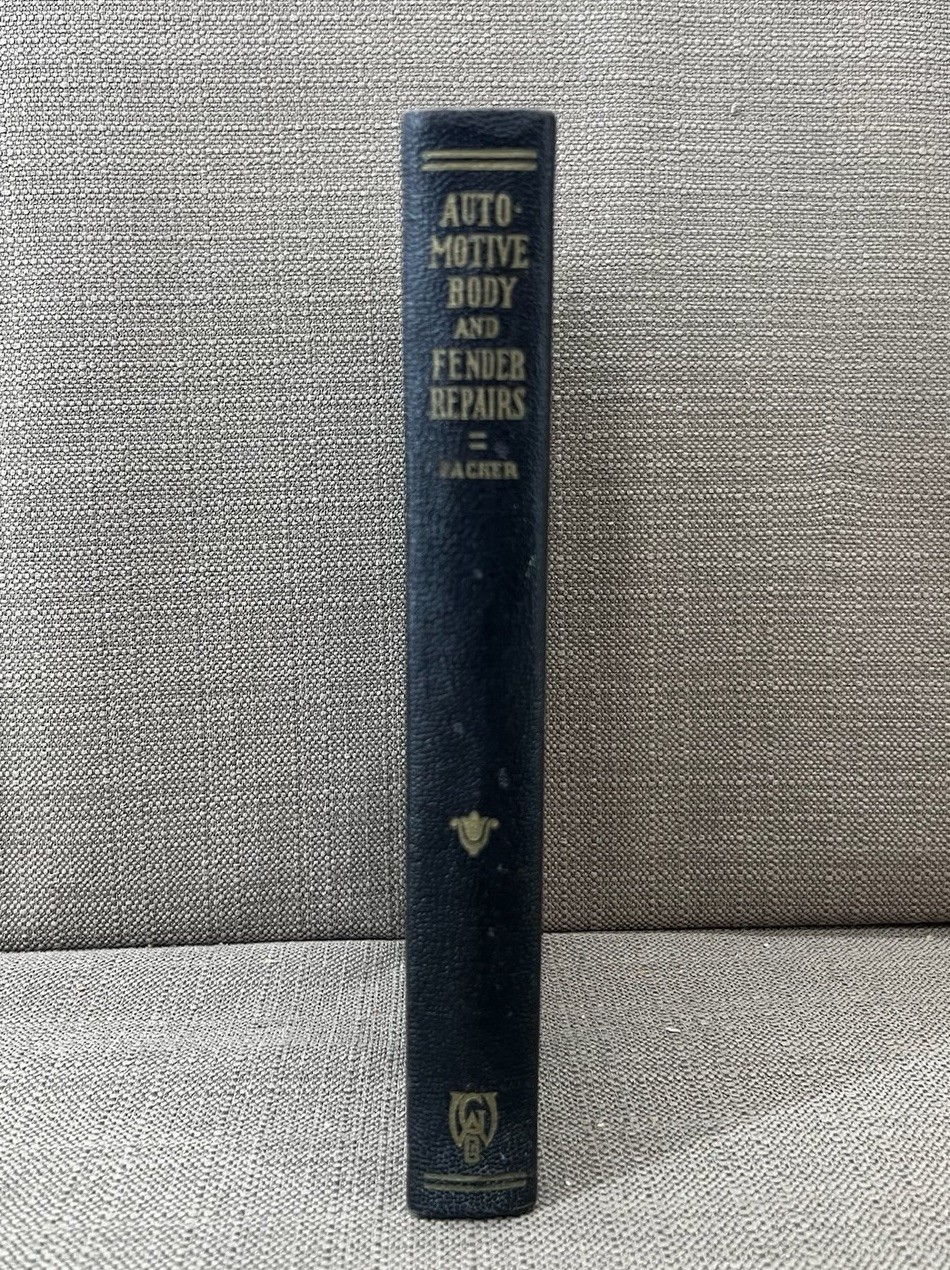 AUTO-
MOTIVE
BODY
AND
FENDER
REPAIRS
=
PACKER